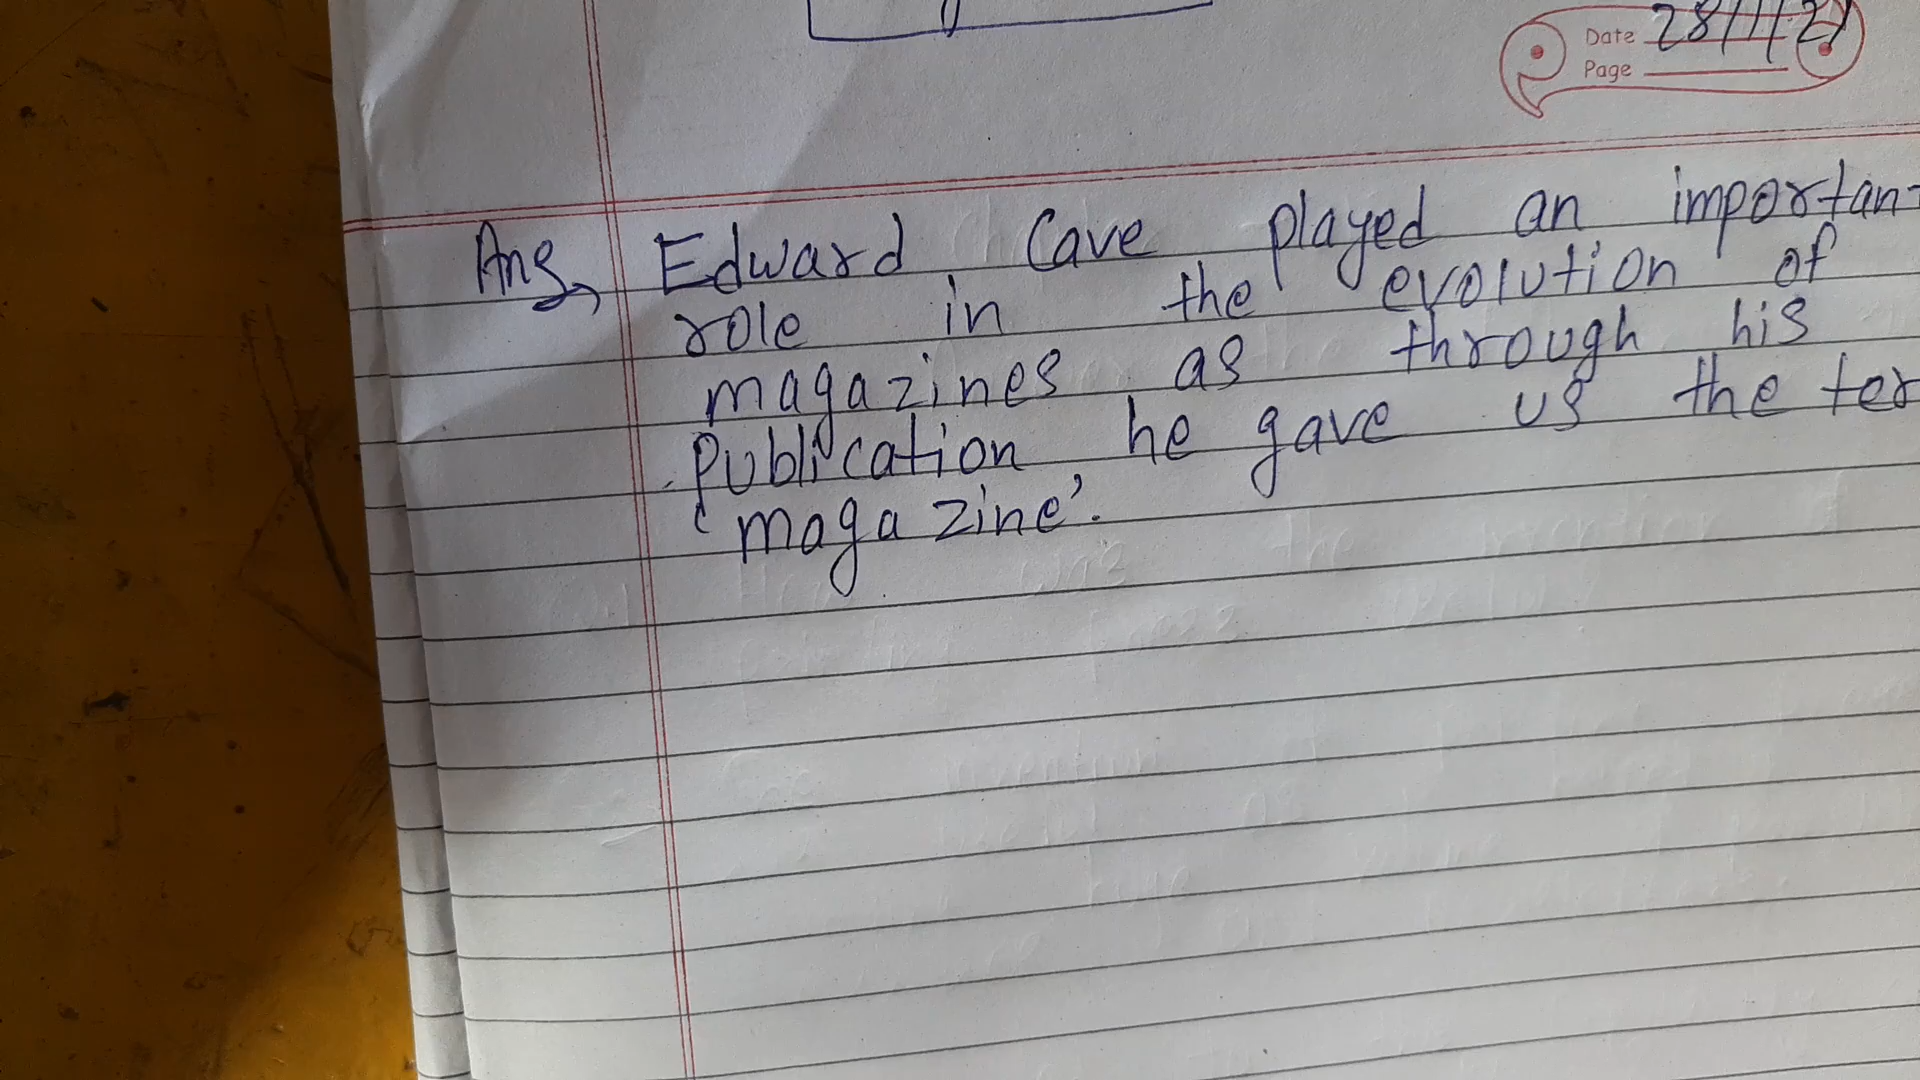 Date 28/1/21
Page
Ans, Edward Cave played an important
role in the evolution of
magazines as through his
Publication he gave us the ter
'magazine'.